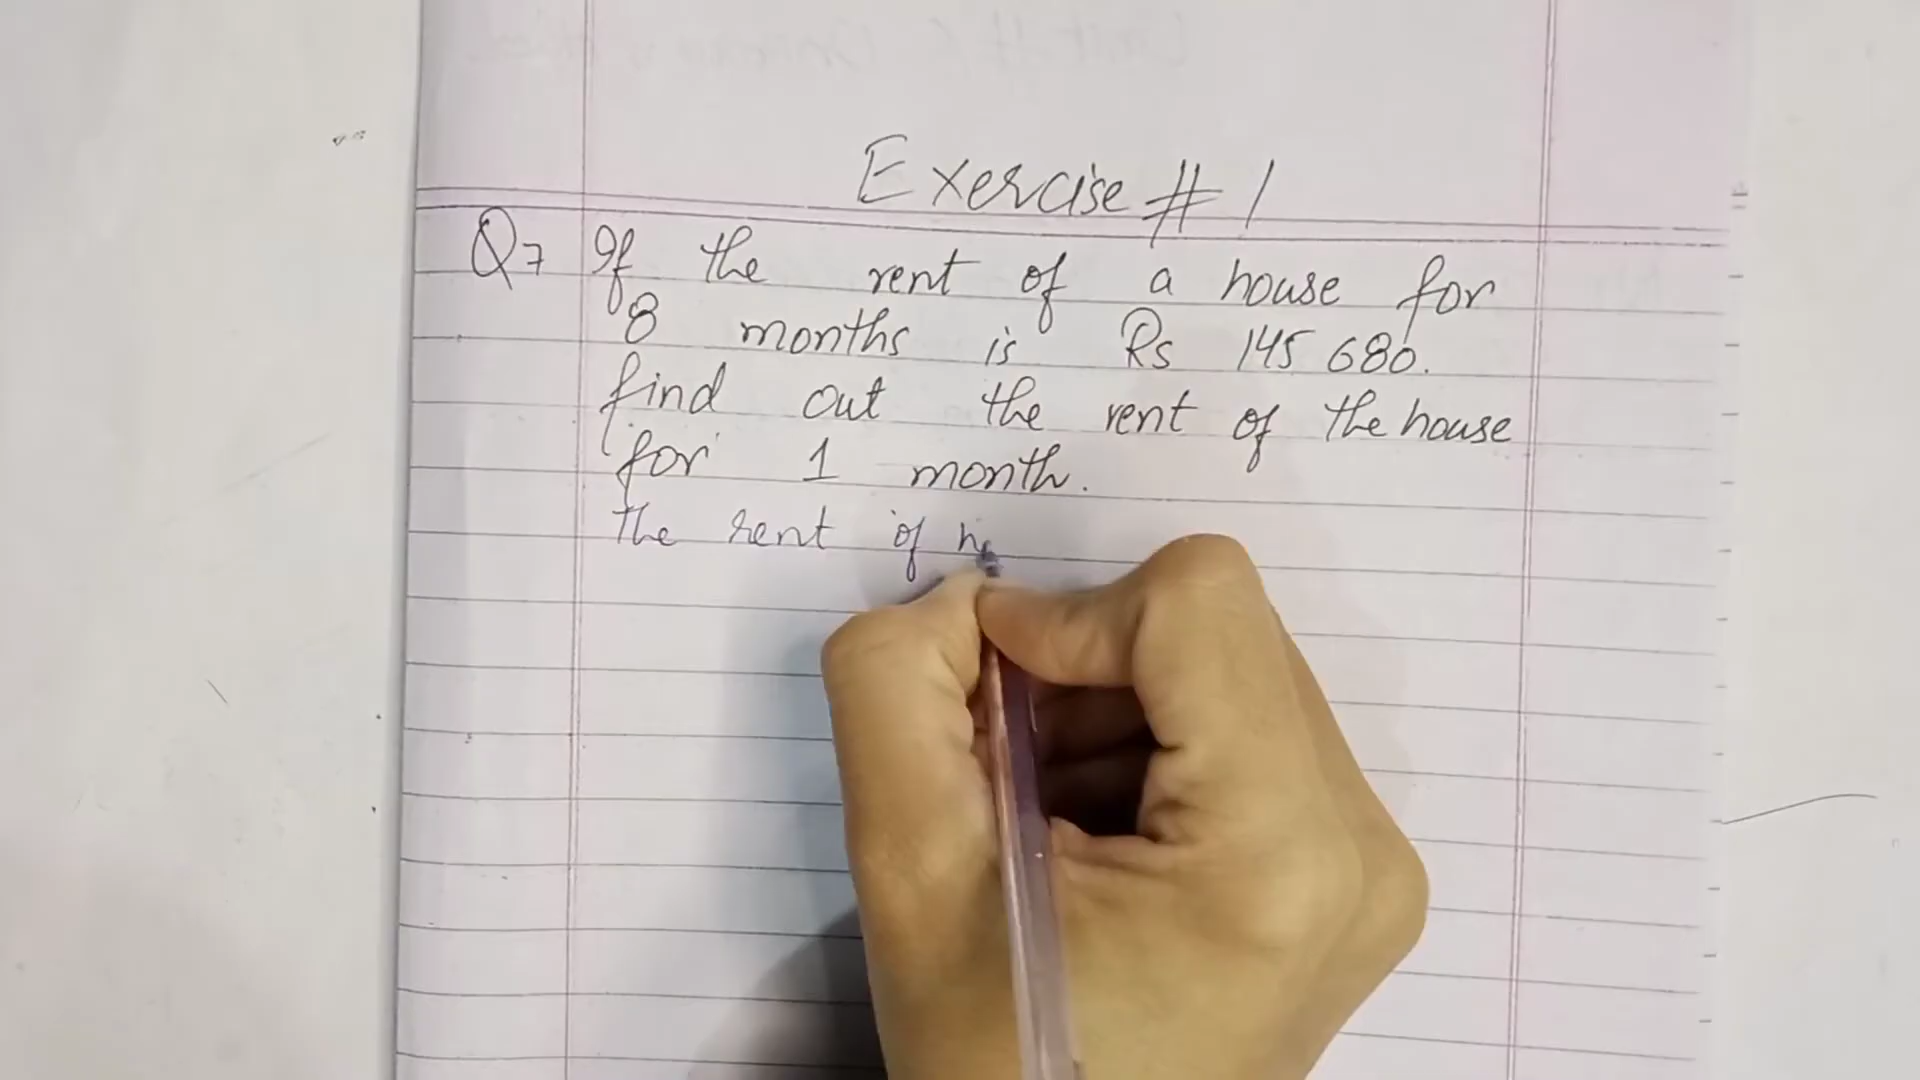 Exercise # 1
Q7 If the rent of a house for
8 months is Rs 145 680.
find out the rent of the house
for 1 month.
The rent of